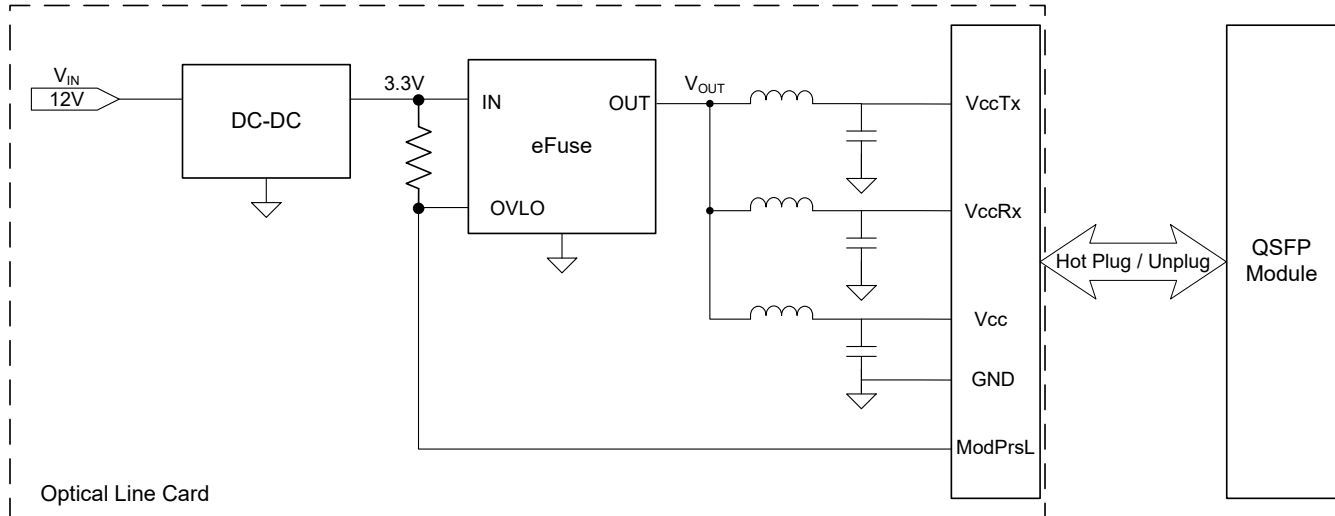 V_IN
12V
DC-DC
3.3V
IN
OUT
eFuse
OVLO
V_OUT
VccTx
VccRx
Vcc
GND
ModPrsL
Hot Plug / Unplug
QSFP
Module
Optical Line Card